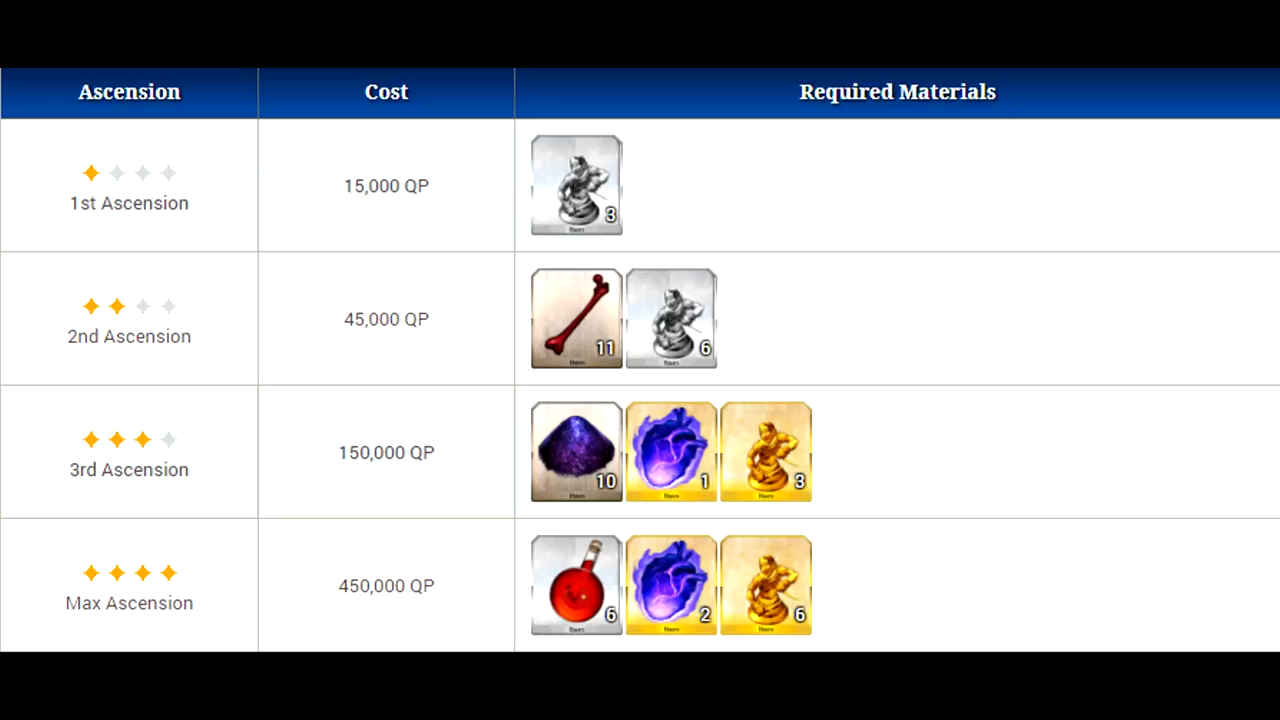 Ascension Cost Required Materials
3
1st Ascension 15,000 QP
11 6
2nd Ascension 45,000 QP
10 1 3
3rd Ascension 150,000 QP
6 2 6
Max Ascension 450,000 QP